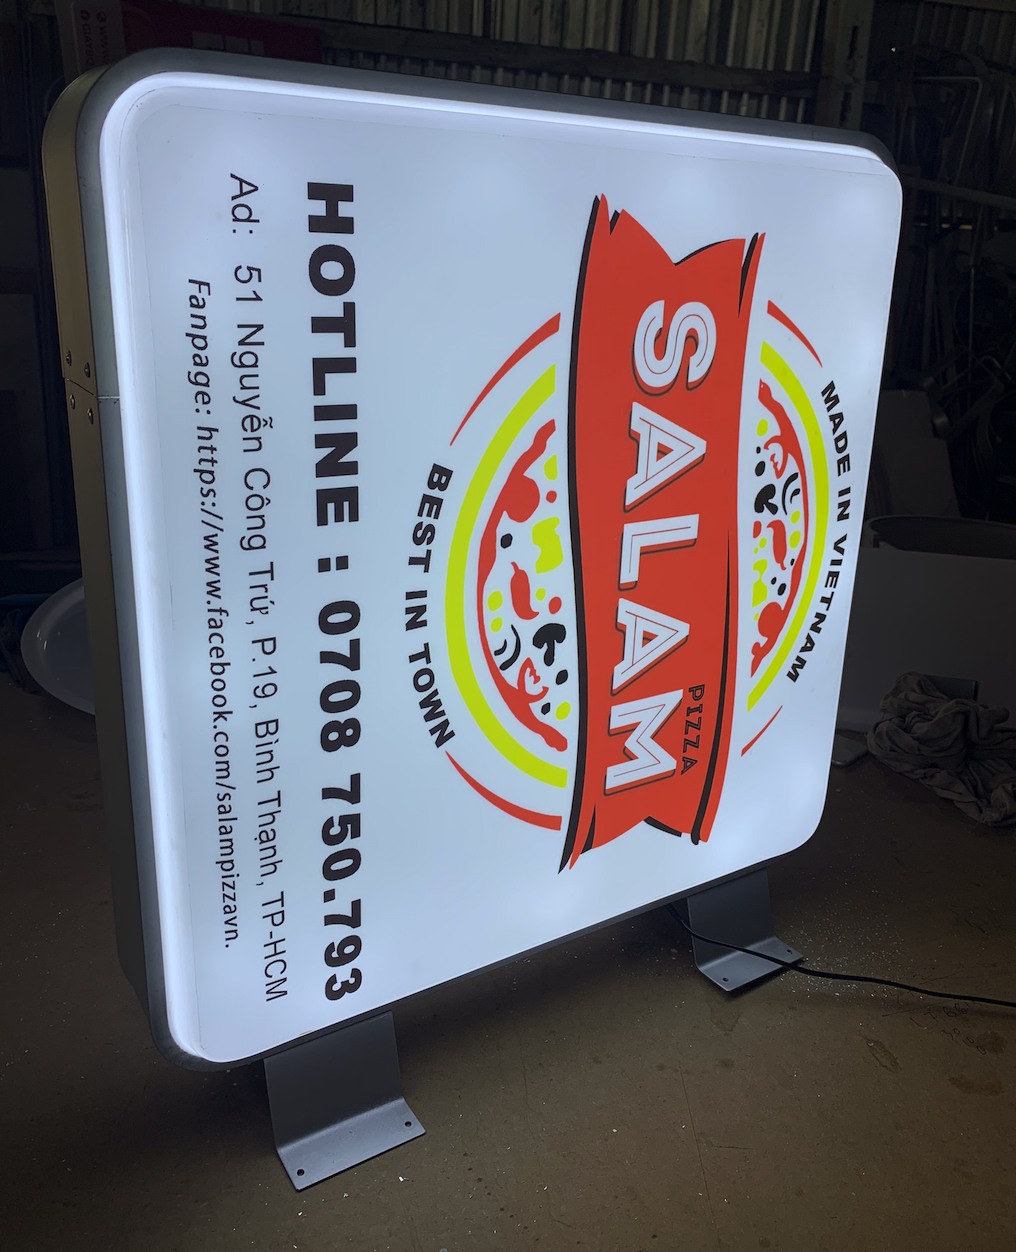 MADE IN VIETNAM
SALAM
PIZZA
BEST IN TOWN
HOTLINE : 0708 750.793
Ad: 51 Nguyễn Công Trứ, P.19, Bình Thạnh, TP-HCM
Fanpage: https://www.facebook.com/salampizzavn.